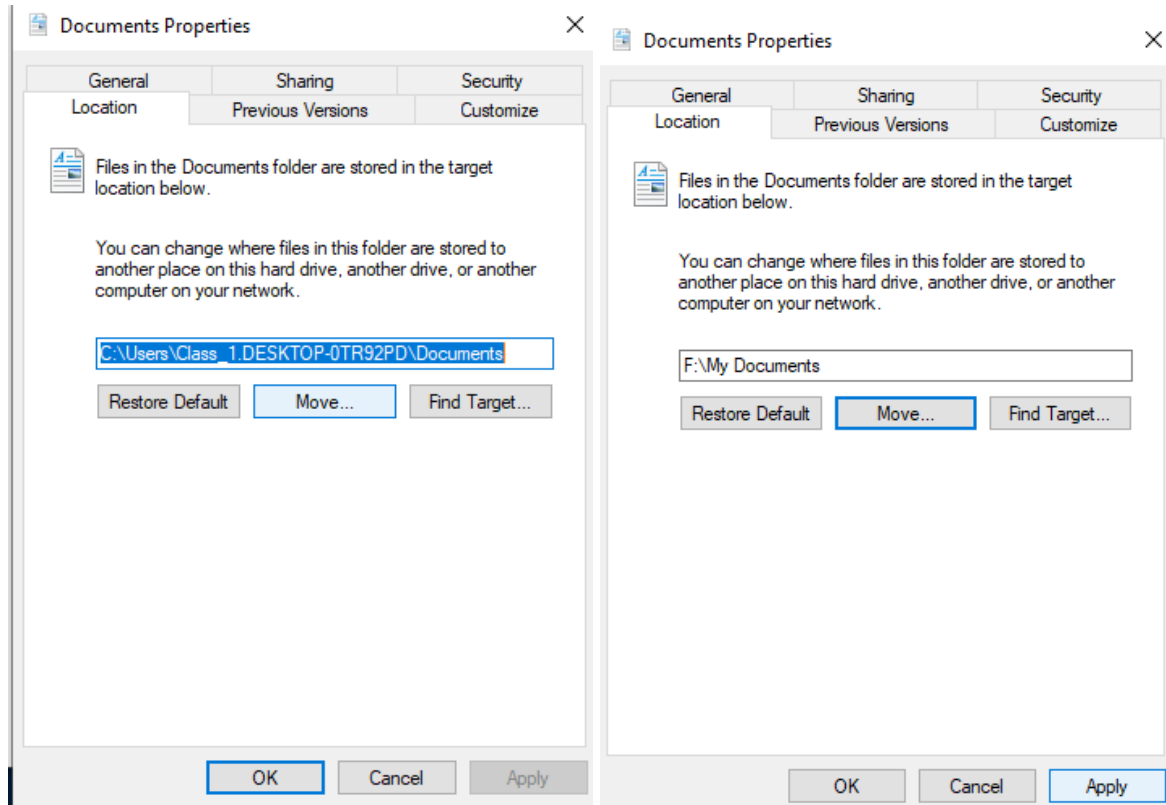 Documents Properties
General Sharing Security
Location Previous Versions Customize
Files in the Documents folder are stored in the target
location below.
You can change where files in this folder are stored to
another place on this hard drive, another drive, or another
computer on your network.
C:\Users\Class_1.DESKTOP-0TR92PD\Documents
Restore Default Move... Find Target...
OK Cancel Apply
Documents Properties
General Sharing Security
Location Previous Versions Customize
Files in the Documents folder are stored in the target
location below.
You can change where files in this folder are stored to
another place on this hard drive, another drive, or another
computer on your network.
F:\My Documents
Restore Default Move... Find Target...
OK Cancel Apply